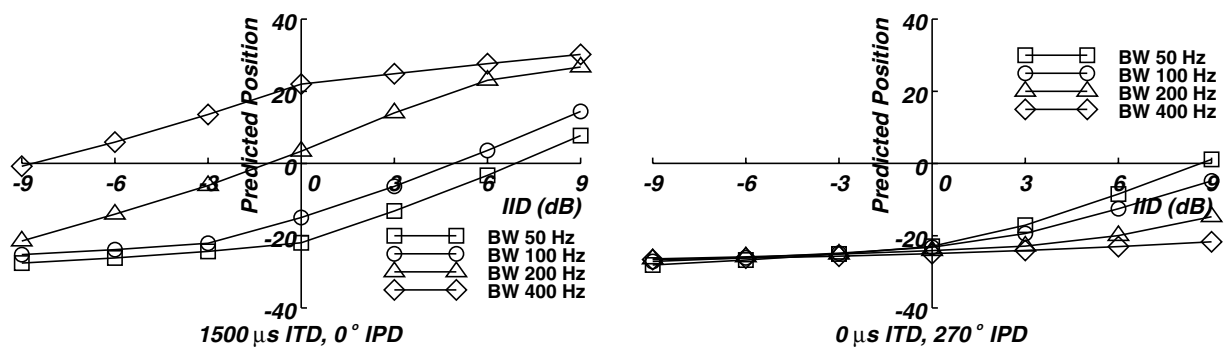 40
20
0
-20
-40
Predicted Position
-9 -6 -3 0 3 6 9
IID (dB)
BW 50 Hz
BW 100 Hz
BW 200 Hz
BW 400 Hz
1500 μs ITD, 0° IPD
40
20
0
-20
-40
Predicted Position
BW 50 Hz
BW 100 Hz
BW 200 Hz
BW 400 Hz
-9 -6 -3 0 3 6 9
IID (dB)
0 μs ITD, 270° IPD